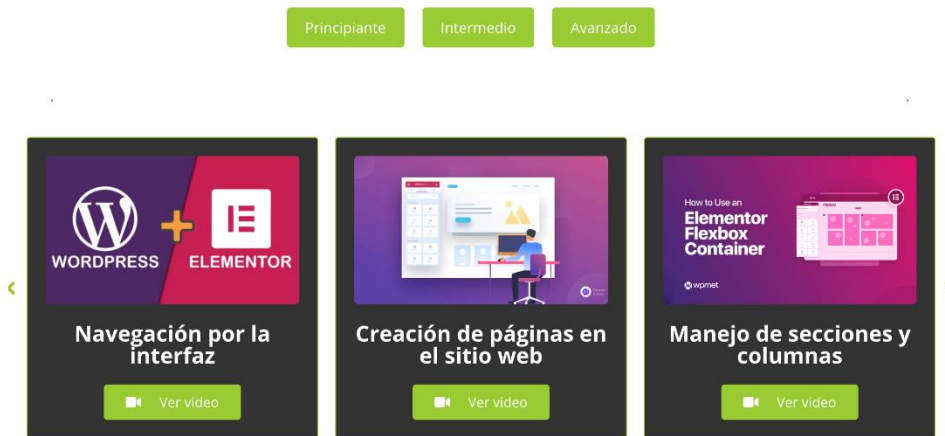 Principiante
Intermedio
Avanzado
WORDPRESS
ELEMENTOR
How to Use an
Elementor
Flexbox
Container
wpmet
Navegación por la
interfaz
Creación de páginas en
el sitio web
Manejo de secciones y
columnas
Ver video
Ver video
Ver video